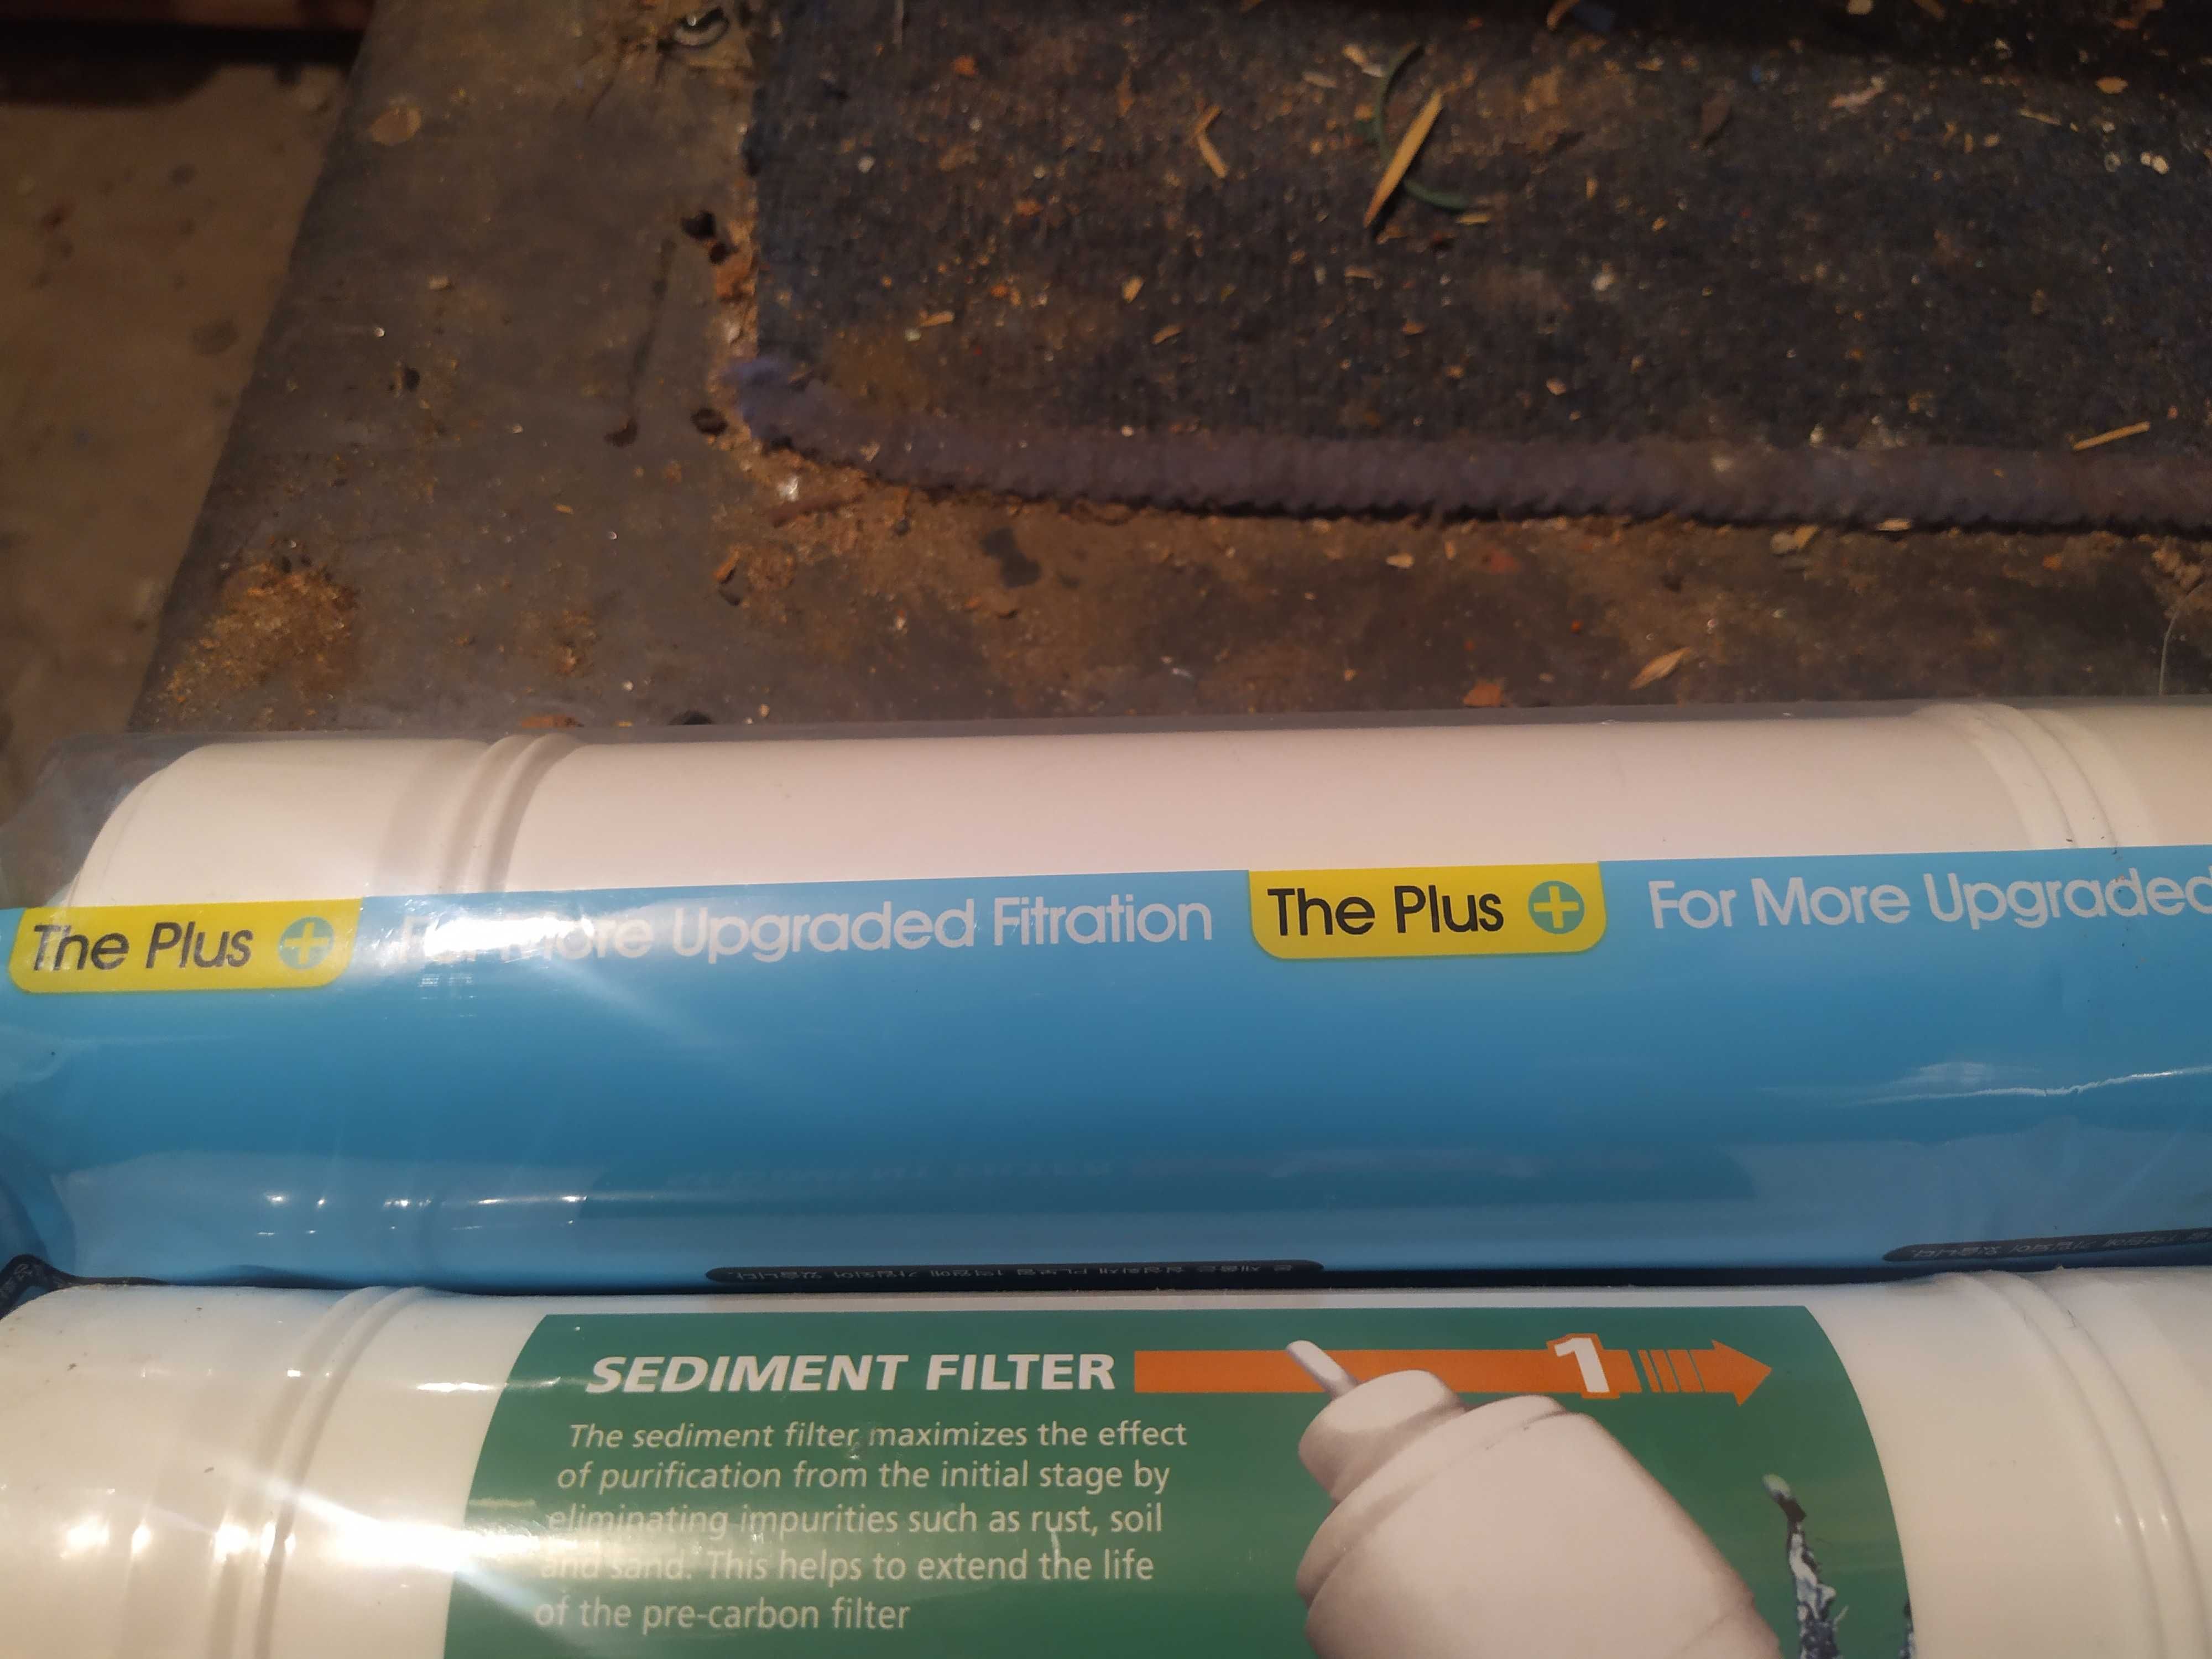 The Plus + For More Upgraded Fitration The Plus + For More Upgraded
SEDIMENT FILTER 1
The sediment filter maximizes the effect
of purification from the initial stage by
eliminating impurities such as rust, soil
and sand. This helps to extend the life
of the pre-carbon filter